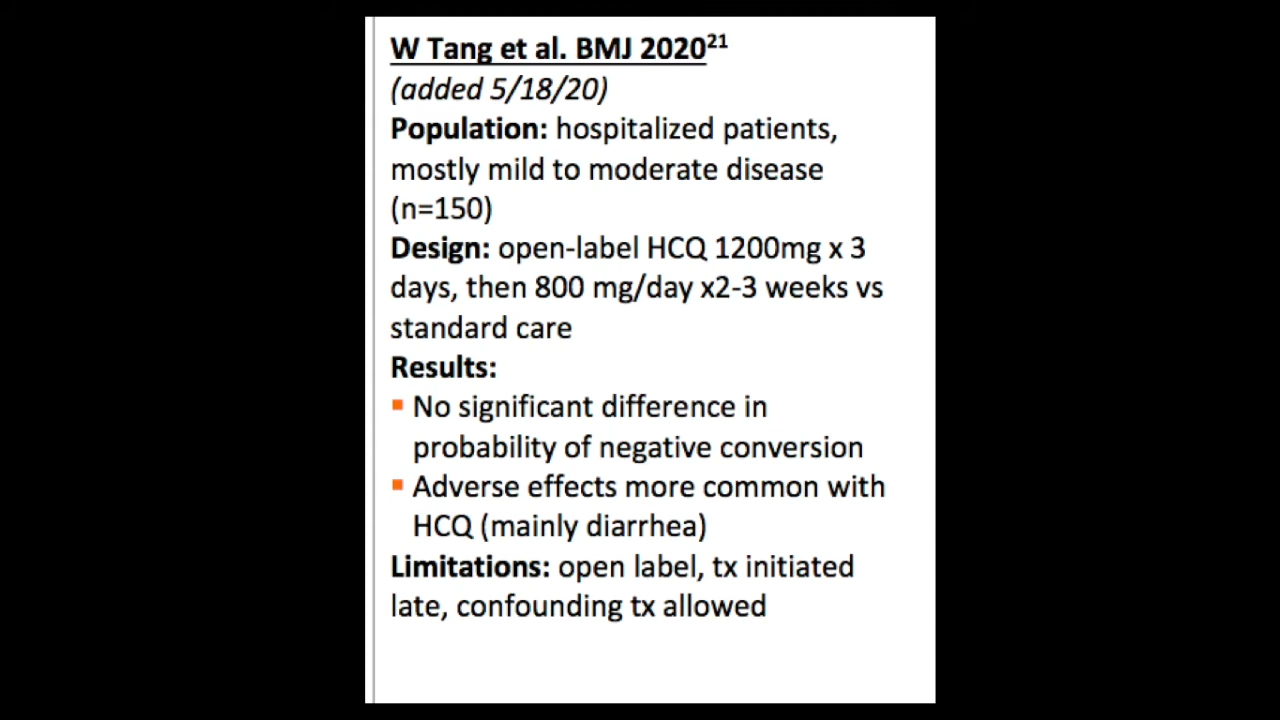 W Tang et al. BMJ 2020²¹
(added 5/18/20)
Population: hospitalized patients,
mostly mild to moderate disease
(n=150)
Design: open-label HCQ 1200mg x 3
days, then 800 mg/day x2-3 weeks vs
standard care
Results:
▪ No significant difference in
probability of negative conversion
▪ Adverse effects more common with
HCQ (mainly diarrhea)
Limitations: open label, tx initiated
late, confounding tx allowed